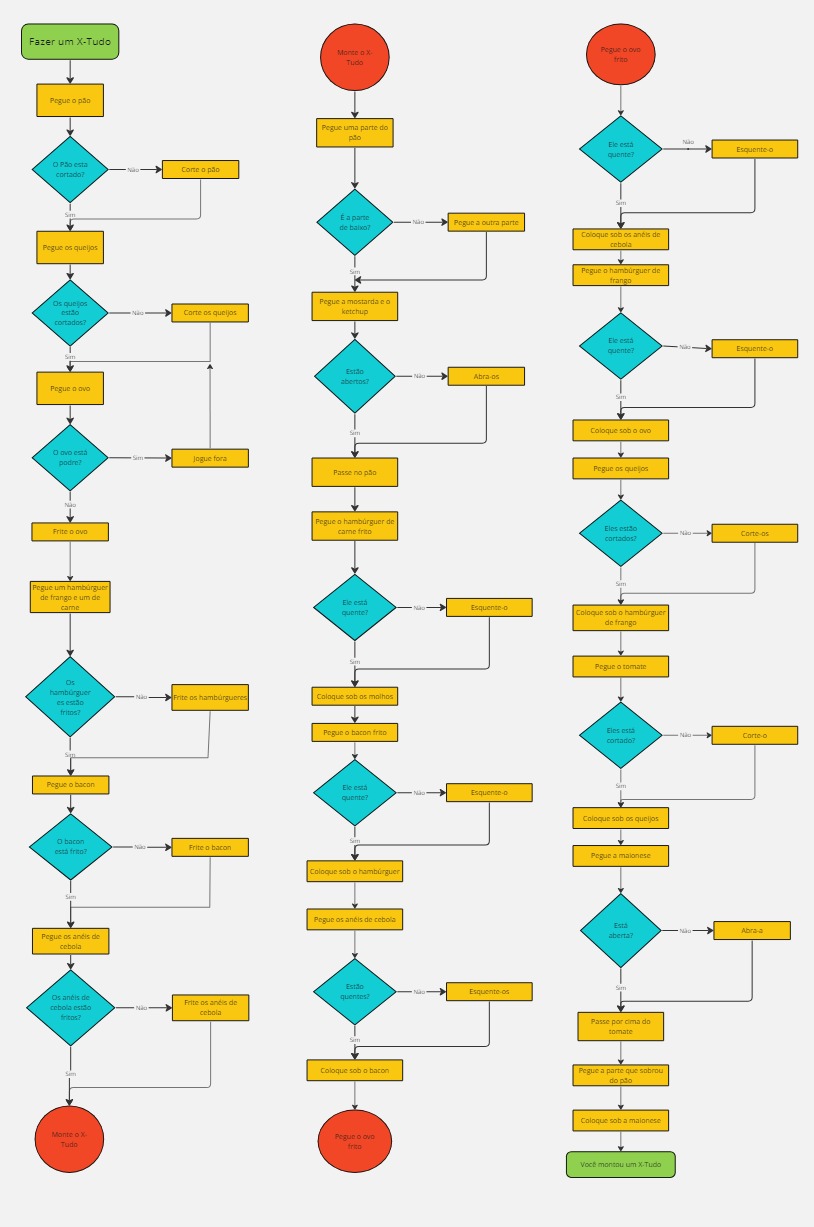 Fazer um X-Tudo
Pegue o pão
O Pão esta
cortado?
Não
Corte o pão
Sim
Pegue os queijos
Os queijos
estão
cortados?
Não
Corte os queijos
Sim
Pegue o ovo
O ovo está
podre?
Sim
Jogue fora
Não
Frite o ovo
Pegue um hambúrguer
de frango e um de
carne
Os
hambúrguer
es estão
fritos?
Não
Frite os hambúrgueres
Sim
Pegue o bacon
O bacon
está frito?
Não
Frite o bacon
Sim
Pegue os anéis de
cebola
Os anéis de
cebola estão
fritos?
Não
Frite os anéis de
cebola
Sim
Monte o X-
Tudo
Monte o X-
Tudo
Pegue uma parte do
pão
É a parte
de baixo?
Não
Pegue a outra parte
Sim
Pegue a mostarda e o
ketchup
Estão
abertos?
Não
Abra-os
Sim
Passe no pão
Pegue o hambúrguer de
carne frito
Ele está
quente?
Não
Esquente-o
Sim
Coloque sob os molhos
Pegue o bacon frito
Ele está
quente?
Não
Esquente-o
Sim
Coloque sob o hambúrguer
Pegue os anéis de cebola
Estão
quentes?
Não
Esquente-os
Sim
Coloque sob o bacon
Pegue o ovo
frito
Pegue o ovo
frito
Ele está
quente?
Não
Esquente-o
Sim
Coloque sob os anéis de
cebola
Pegue o hambúrguer de
frango
Ele está
quente?
Não
Esquente-o
Sim
Coloque sob o ovo
Pegue os queijos
Eles estão
cortados?
Não
Corte-os
Sim
Coloque sob o hambúrguer
de frango
Pegue o tomate
Eles está
cortado?
Não
Corte-o
Sim
Coloque sob os queijos
Pegue a maionese
Está
aberta?
Não
Abra-a
Sim
Passe por cima do
tomate
Pegue a parte que sobrou
do pão
Coloque sob a maionese
Você montou um X-Tudo